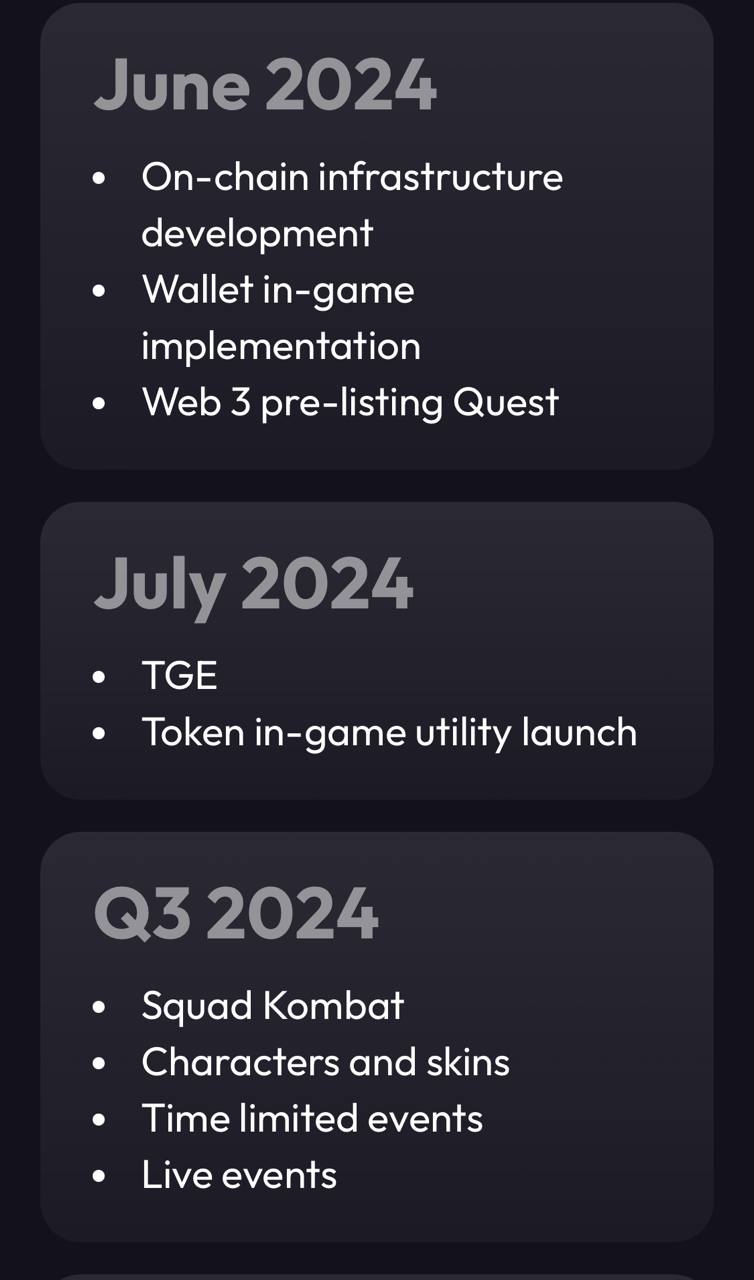 June 2024
• On-chain infrastructure
development
• Wallet in-game
implementation
• Web 3 pre-listing Quest
July 2024
• TGE
• Token in-game utility launch
Q3 2024
• Squad Kombat
• Characters and skins
• Time limited events
• Live events